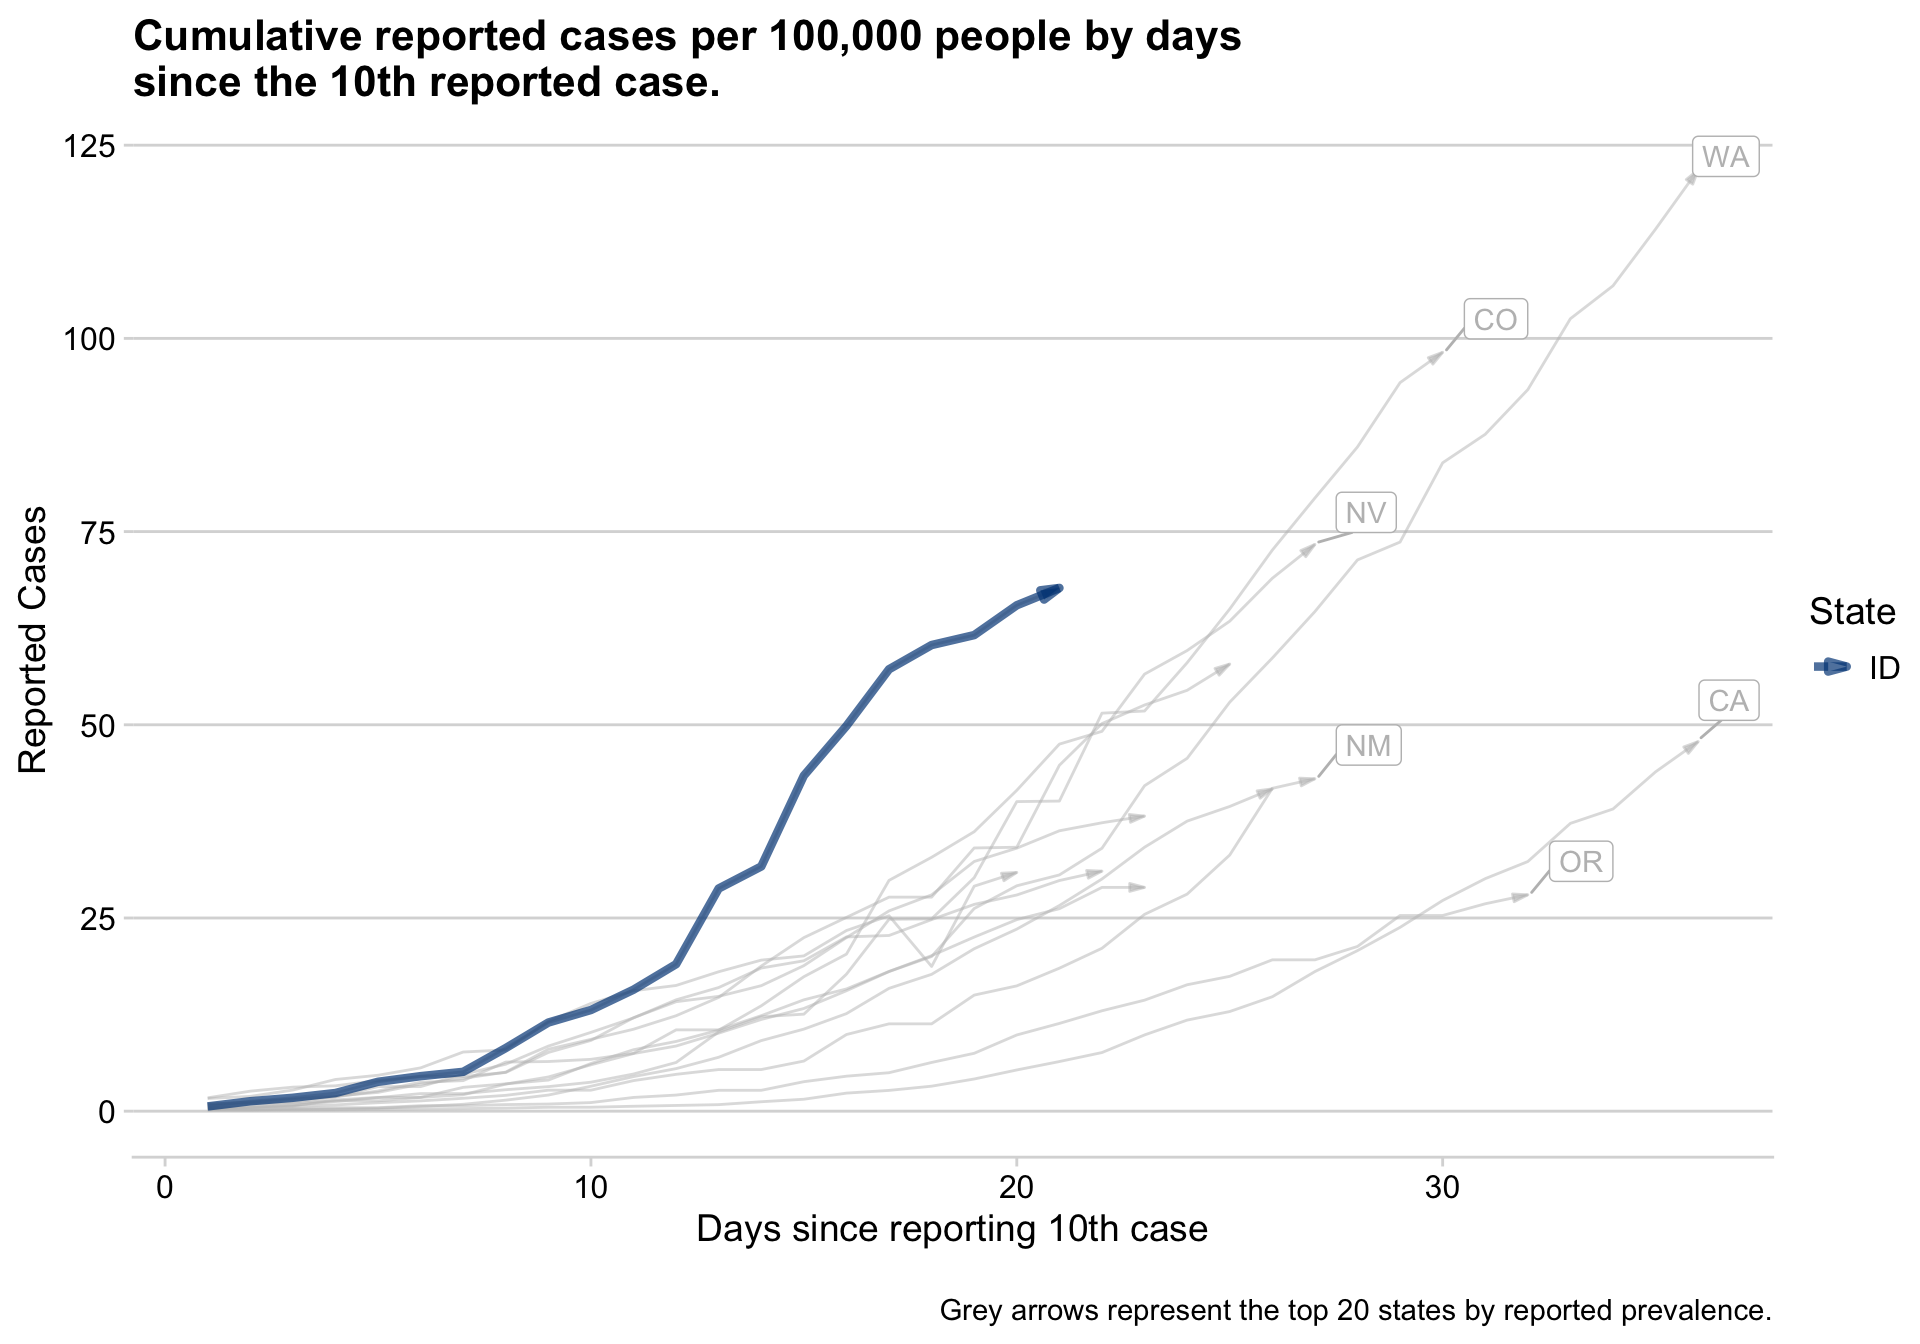 Cumulative reported cases per 100,000 people by days
since the 10th reported case.
125
100
75
50
25
0
Reported Cases
WA
CO
NV
CA
NM
OR
State
ID
0
10
20
30
Days since reporting 10th case
Grey arrows represent the top 20 states by reported prevalence.